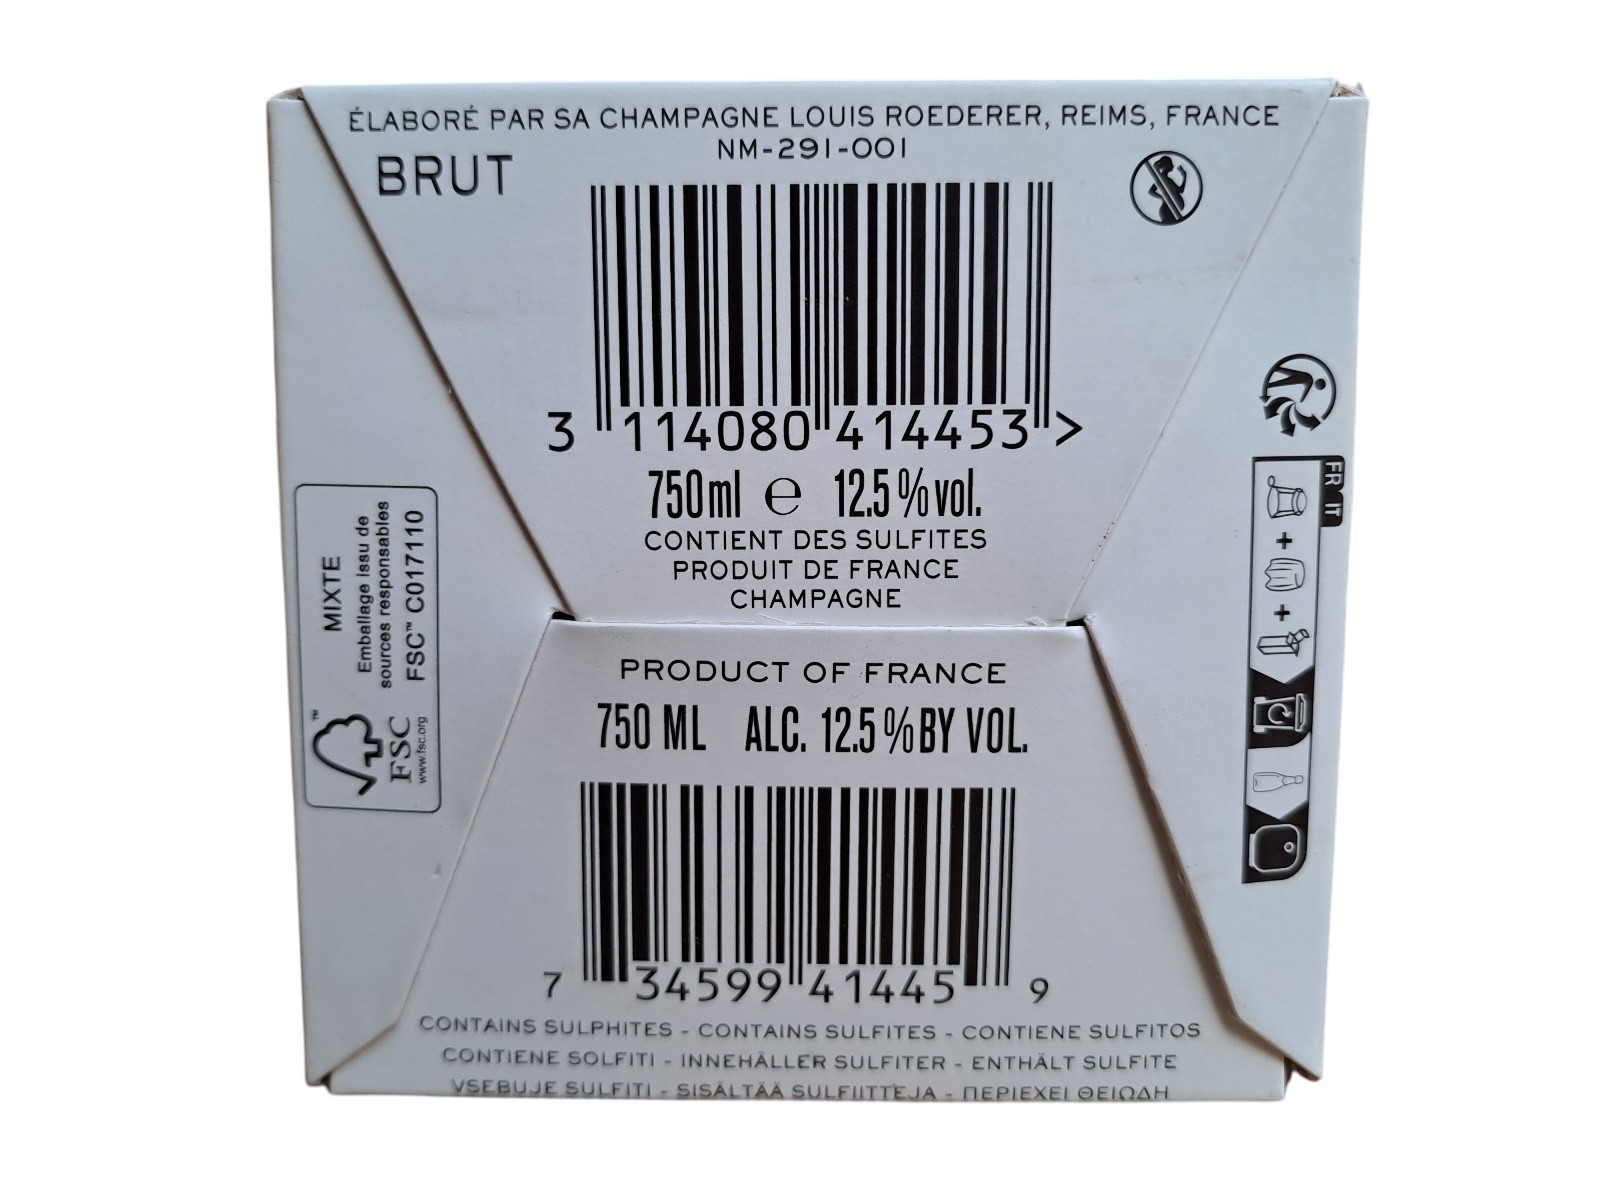 ÉLABORÉ PAR SA CHAMPAGNE LOUIS ROEDERER, REIMS, FRANCE
NM-291-001
BRUT
3 114080 414453 >
750ml e 12.5%vol.
CONTIENT DES SULFITES
PRODUIT DE FRANCE
CHAMPAGNE
MIXTE
Emballage issu de
sources responsables
FSC™ C017110
TM
FSC
www.fsc.org
FR IT
+
+
PRODUCT OF FRANCE
750 ML ALC. 12.5%BY VOL.
7 34599 41445 9
CONTAINS SULPHITES - CONTAINS SULFITES - CONTIENE SULFITOS
CONTIENE SOLFITI - INNEHÄLLER SULFITER - ENTHÄLT SULFITE
VSEBUJE SULFITI - SISÄLTÄÄ SULFIITTEJA - ΠΕΡΙΕΧΕΙ ΘΕΙΩΔΗ